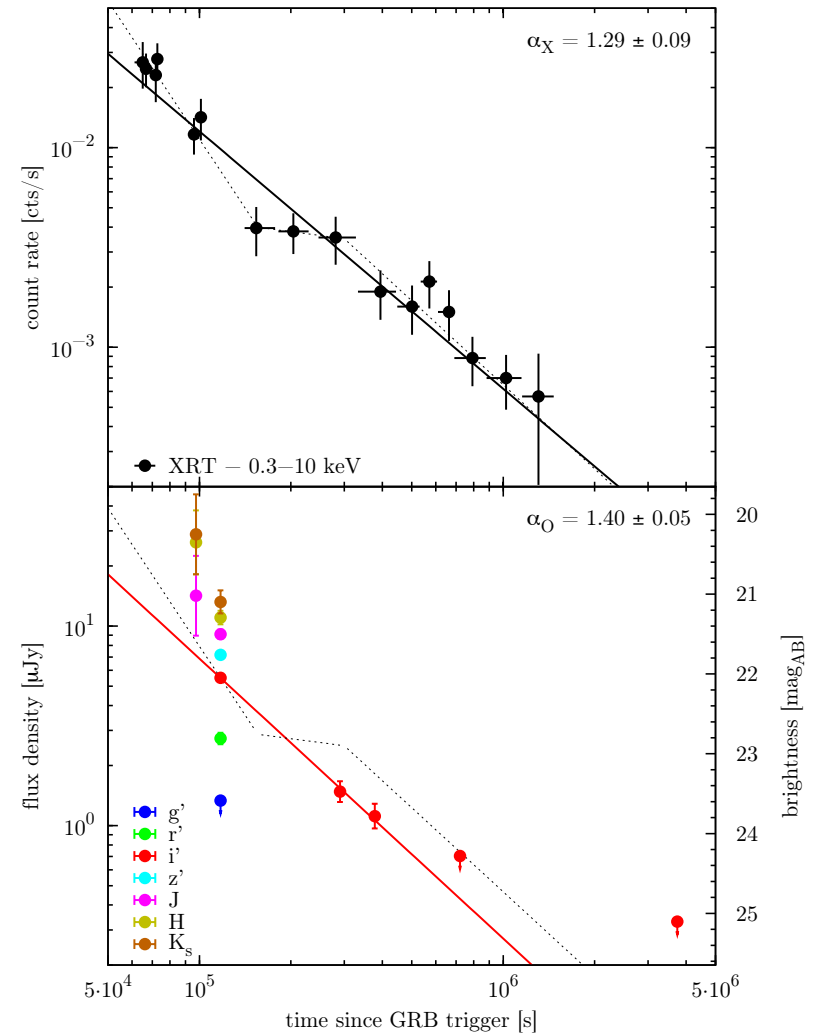 α_X = 1.29 ± 0.09
10^−2
10^−3
count rate [cts/s]
XRT − 0.3−10 keV
α_O = 1.40 ± 0.05
10^1
10^0
flux density [µJy]
20
21
22
23
24
25
brightness [mag_AB]
g'
r'
i'
z'
J
H
K_s
5·10^4
10^5
10^6
5·10^6
time since GRB trigger [s]